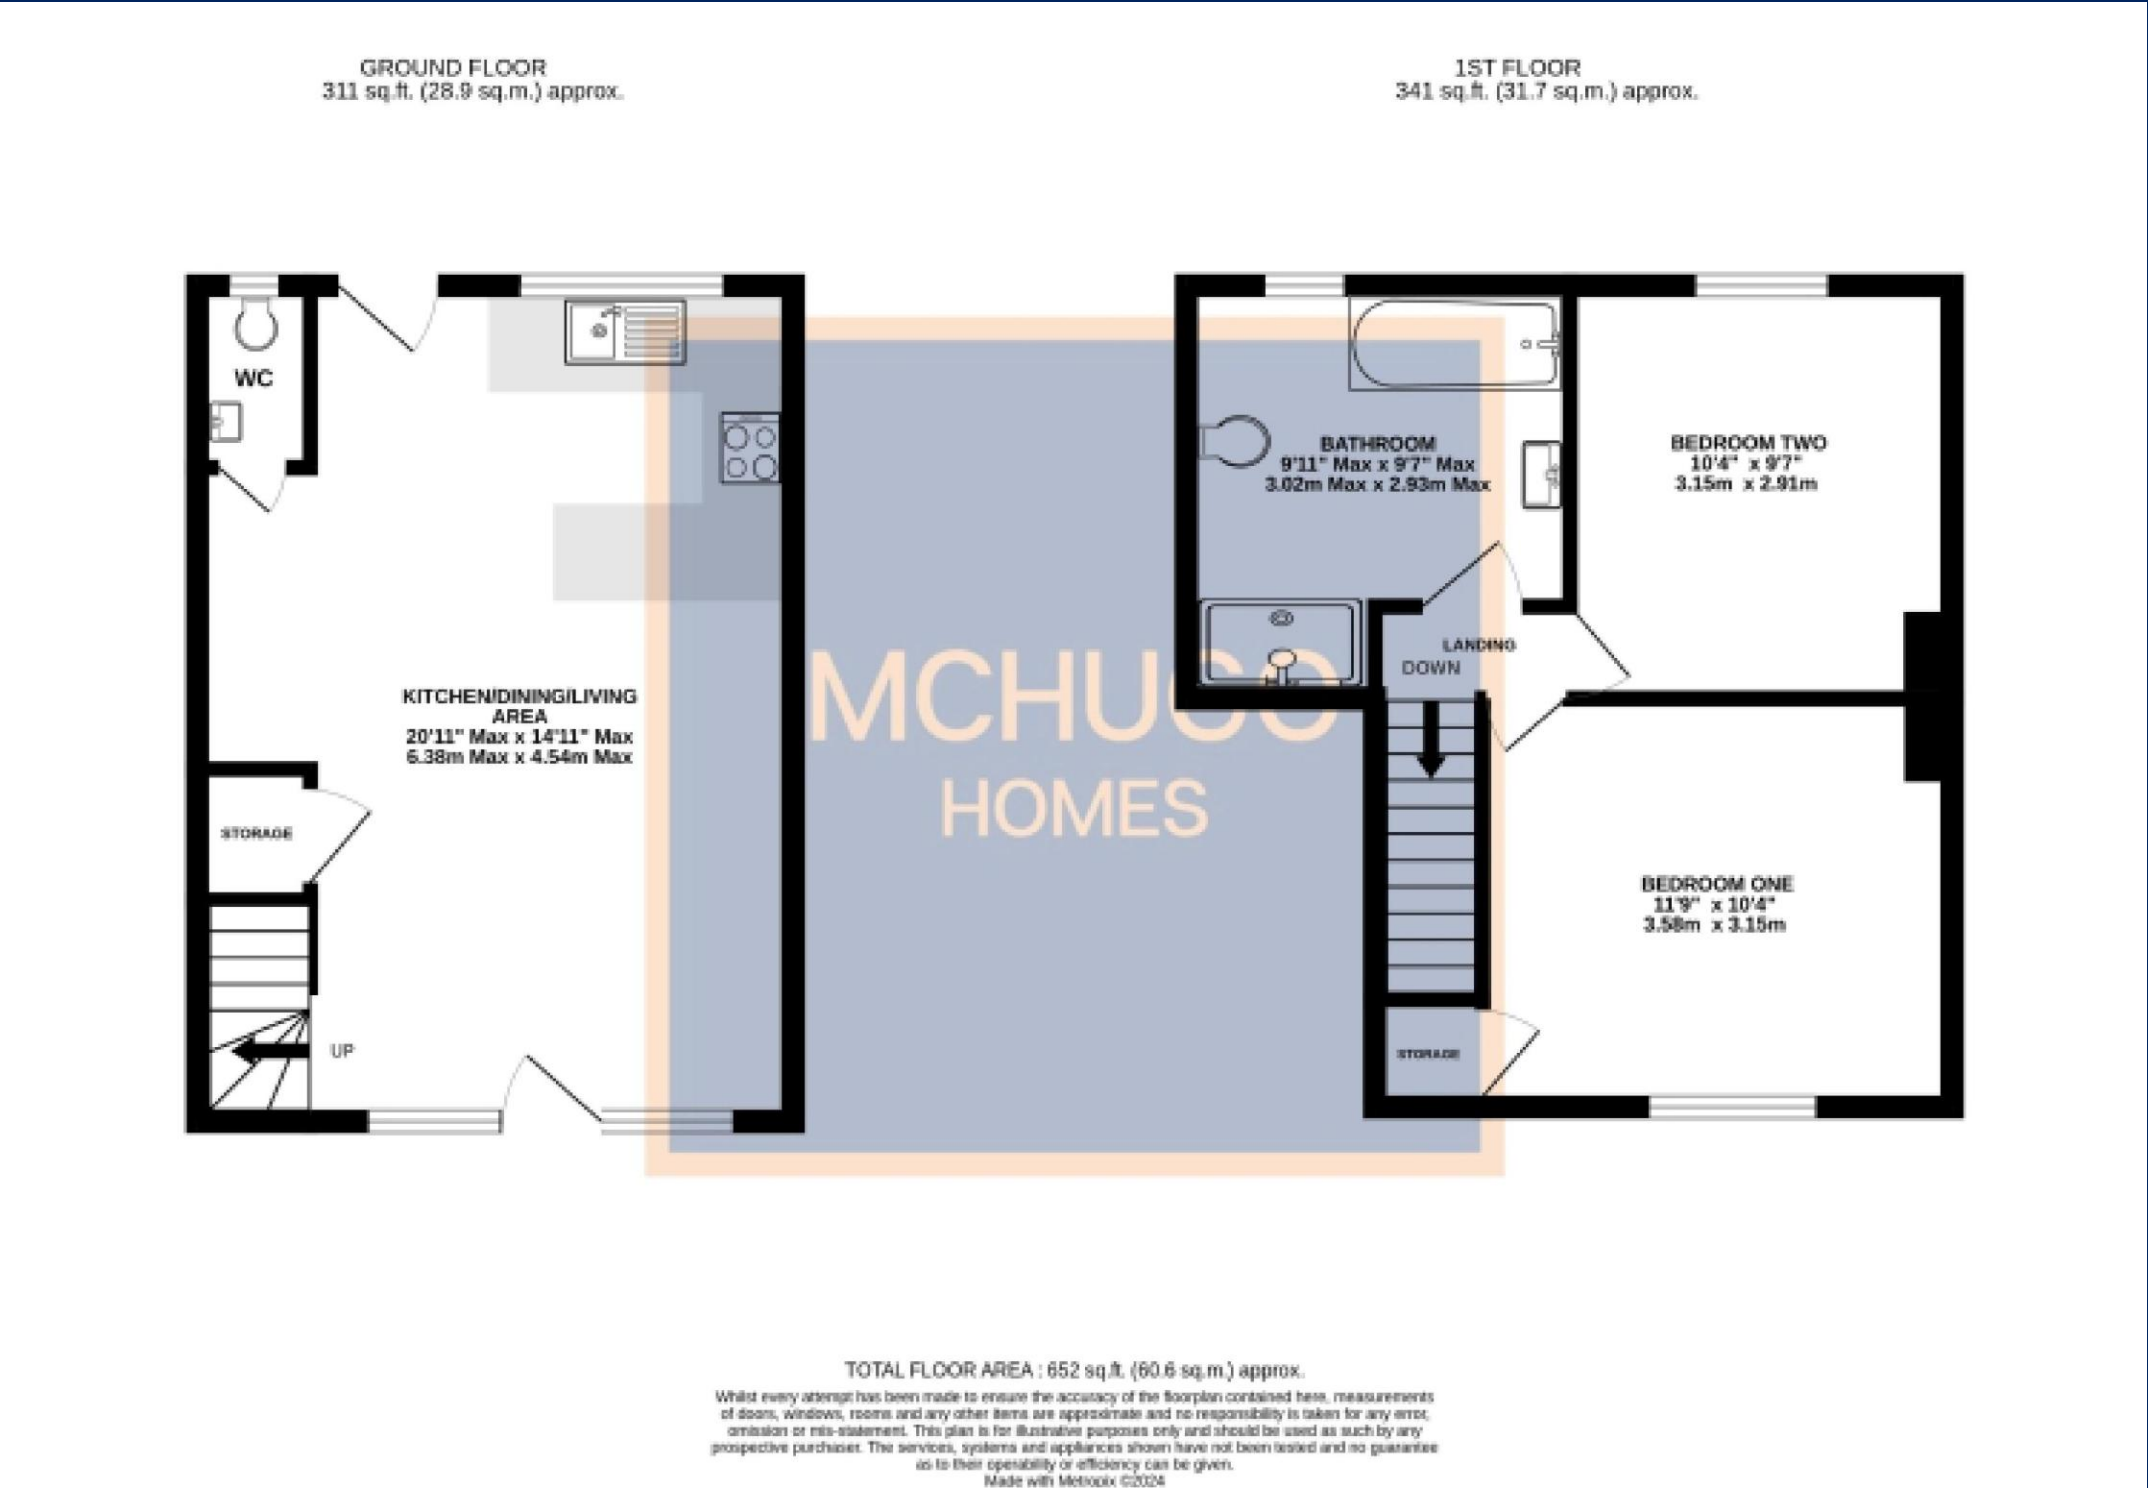 GROUND FLOOR
311 sq.ft. (28.9 sq.m.) approx.
1ST FLOOR
341 sq.ft. (31.7 sq.m.) approx.
WC
KITCHEN/DINING/LIVING
AREA
20'11" Max x 14'11" Max
6.38m Max x 4.54m Max
STORAGE
UP
BATHROOM
9'11" Max x 9'7" Max
3.02m Max x 2.93m Max
BEDROOM TWO
10'4" x 9'7"
3.15m x 2.91m
LANDING
DOWN
BEDROOM ONE
11'9" x 10'4"
3.58m x 3.15m
STORAGE
MCHUGO
HOMES
TOTAL FLOOR AREA : 652 sq.ft. (60.6 sq.m.) approx.
Whilst every attempt has been made to ensure the accuracy of the floorplan contained here, measurements
of doors, windows, rooms and any other items are approximate and no responsibility is taken for any error,
omission or mis-statement. This plan is for illustrative purposes only and should be used as such by any
prospective purchaser. The services, systems and appliances shown have not been tested and no guarantee
as to their operability or efficiency can be given.
Made with Metropix ©2024